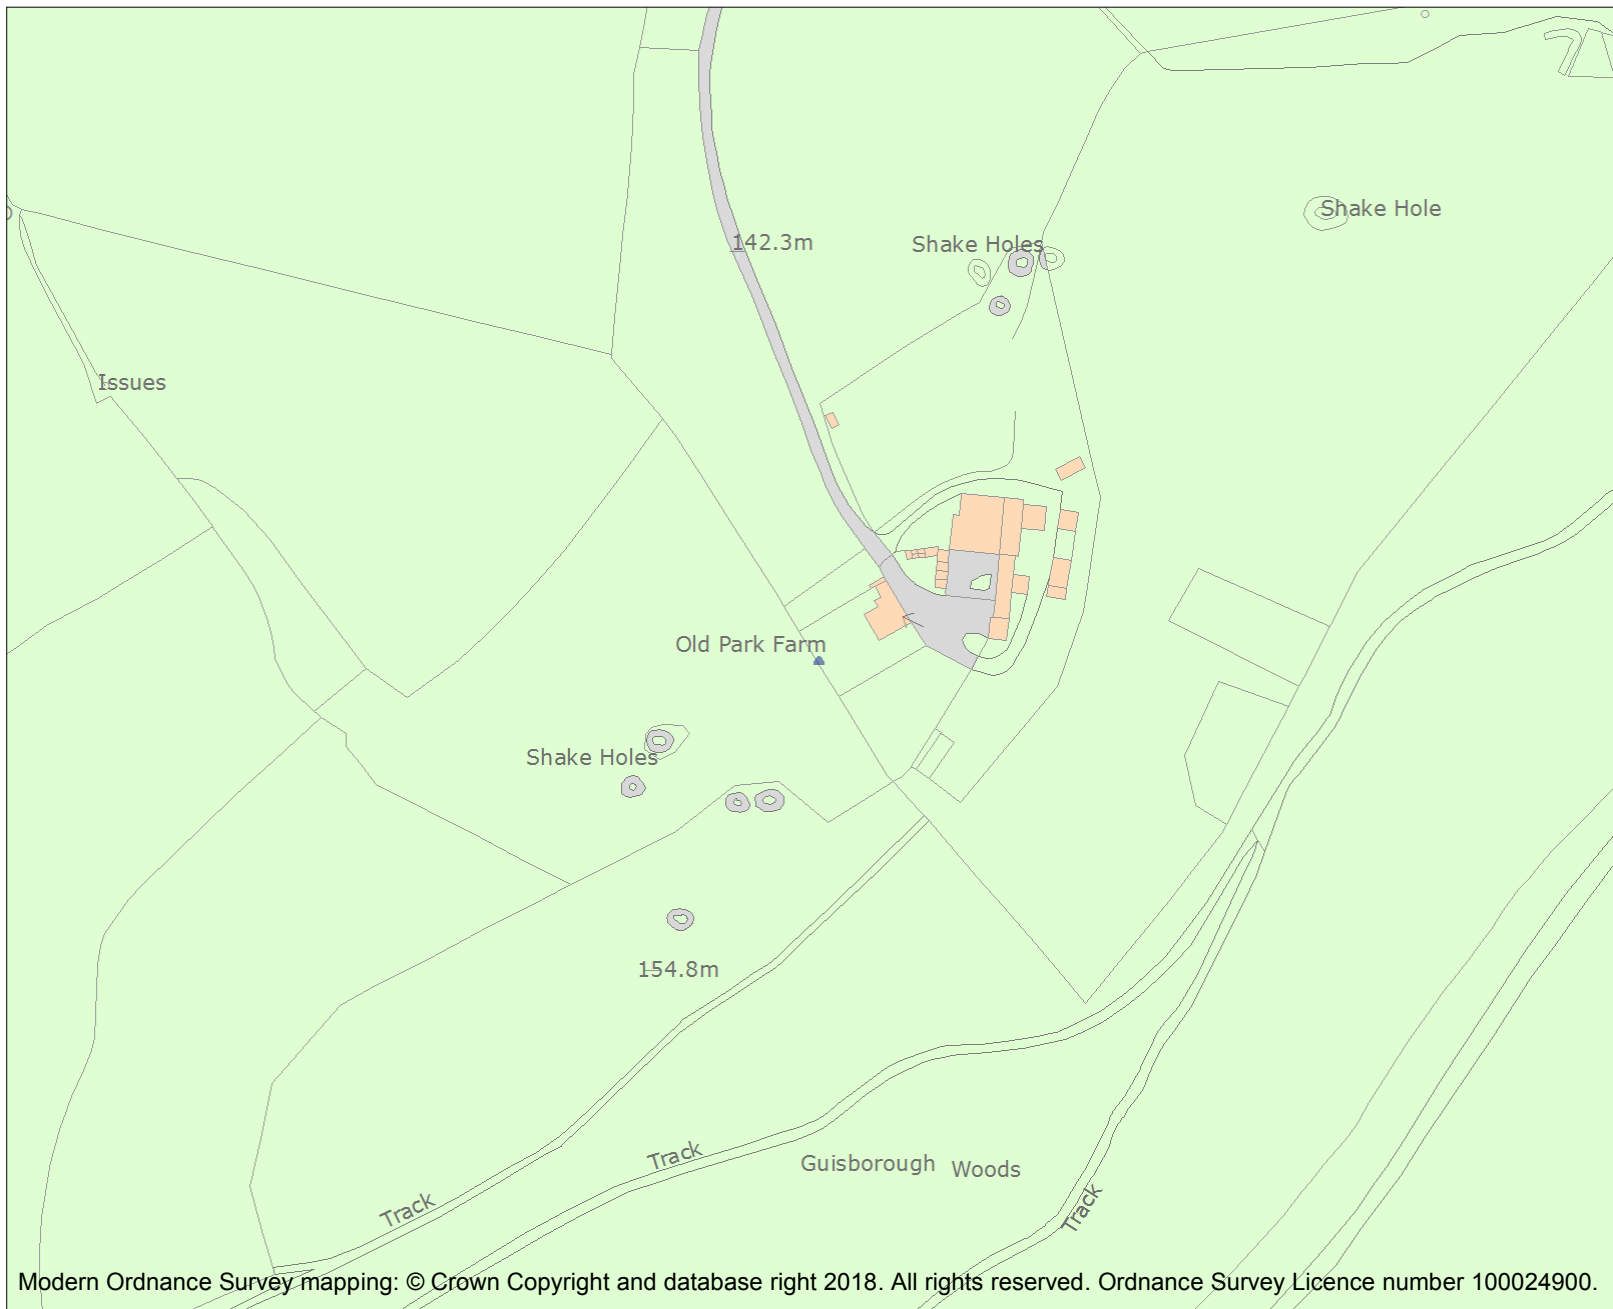 Shake Hole
142.3m
Shake Holes
Issues
Old Park Farm
Shake Holes
154.8m
Track
Guisborough Woods
Track
Track
Modern Ordnance Survey mapping: © Crown Copyright and database right 2018. All rights reserved. Ordnance Survey Licence number 100024900.